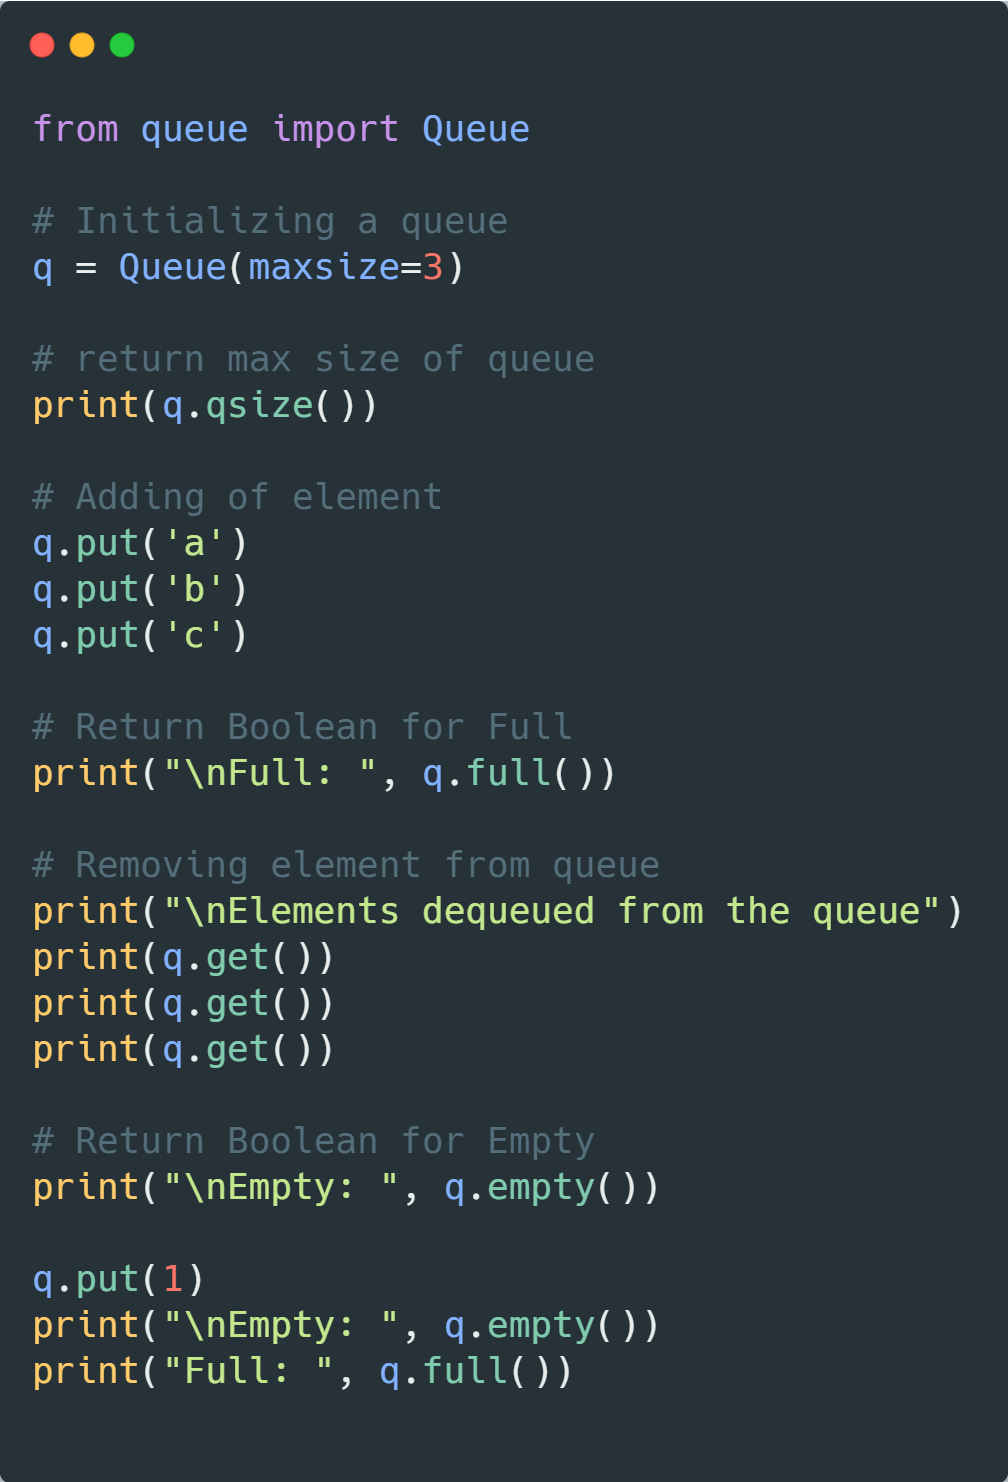 from queue import Queue
# Initializing a queue
q = Queue(maxsize=3)
# return max size of queue
print(q.qsize())
# Adding of element
q.put('a')
q.put('b')
q.put('c')
# Return Boolean for Full
print("\nFull: ", q.full())
# Removing element from queue
print("\nElements dequeued from the queue")
print(q.get())
print(q.get())
print(q.get())
# Return Boolean for Empty
print("\nEmpty: ", q.empty())
q.put(1)
print("\nEmpty: ", q.empty())
print("Full: ", q.full())